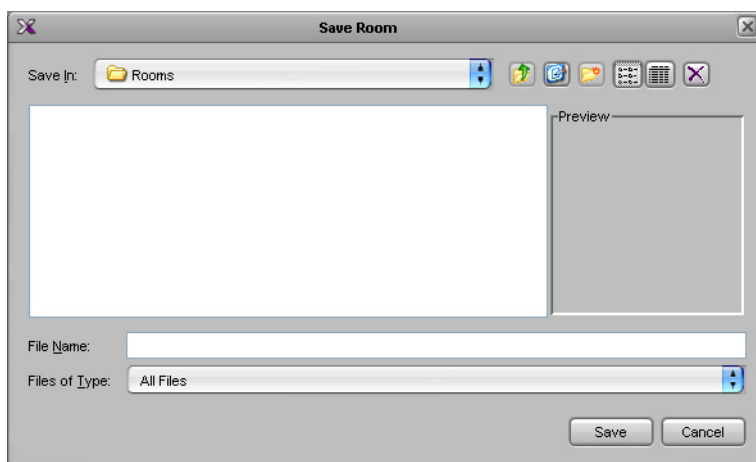 Save Room
Save In: Rooms
Preview
File Name:
Files of Type: All Files
Save Cancel